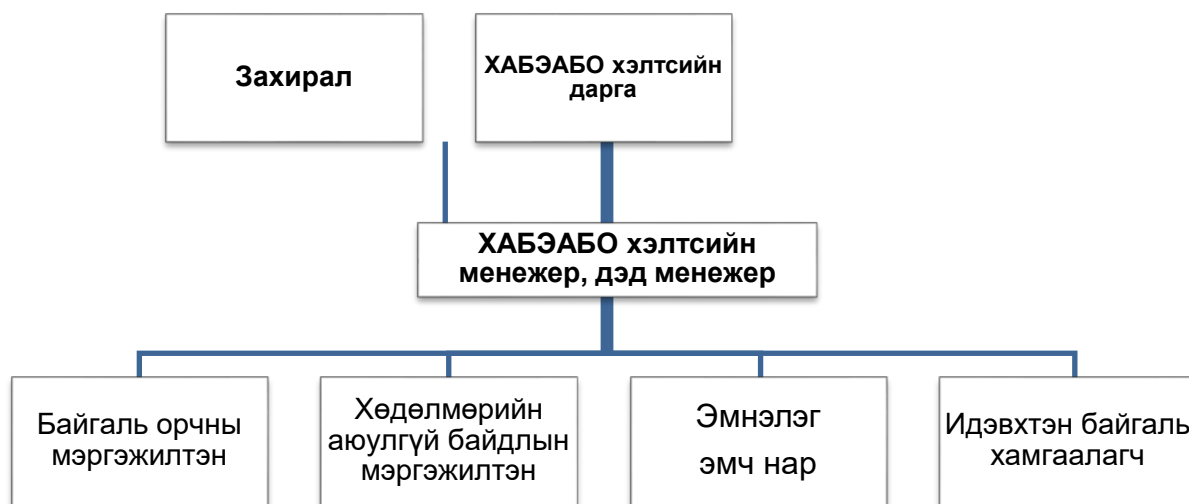 Захирал
ХАБЭАБО хэлтсийн
дарга
ХАБЭАБО хэлтсийн
менежер, дэд менежер
Байгаль орчны
мэргэжилтэн
Хөдөлмөрийн
аюулгүй байдлын
мэргэжилтэн
Эмнэлэг
эмч нар
Идэвхтэн байгаль
хамгаалагч